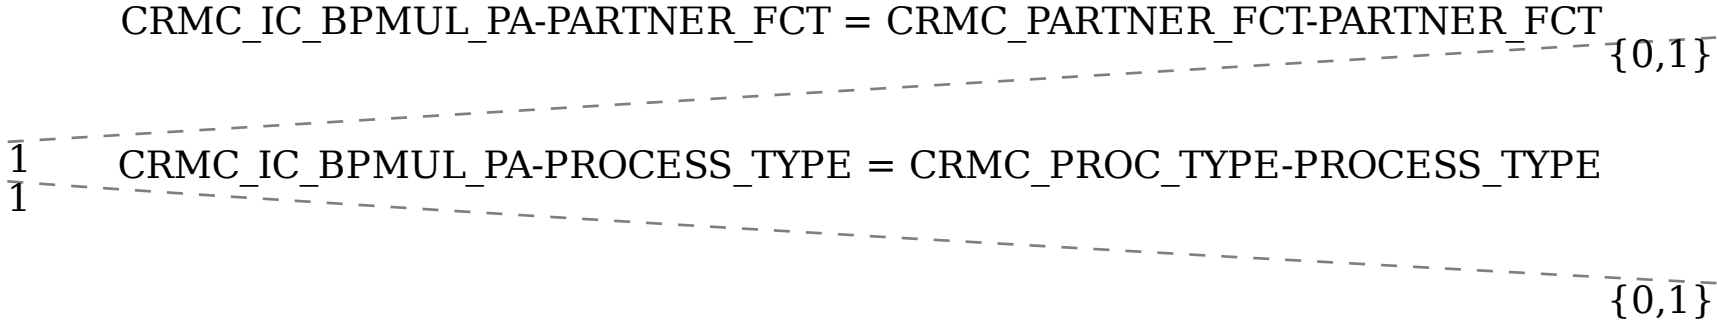 CRMC_IC_BPMUL_PA-PARTNER_FCT = CRMC_PARTNER_FCT-PARTNER_FCT
{0,1}
1
CRMC_IC_BPMUL_PA-PROCESS_TYPE = CRMC_PROC_TYPE-PROCESS_TYPE
1
{0,1}